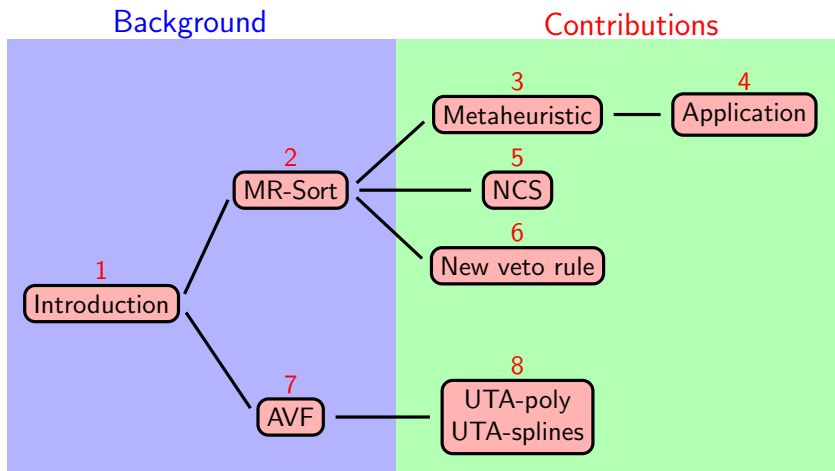 Background
Contributions
3
Metaheuristic
4
Application
2
MR-Sort
5
NCS
6
New veto rule
1
Introduction
7
AVF
8
UTA-poly
UTA-splines